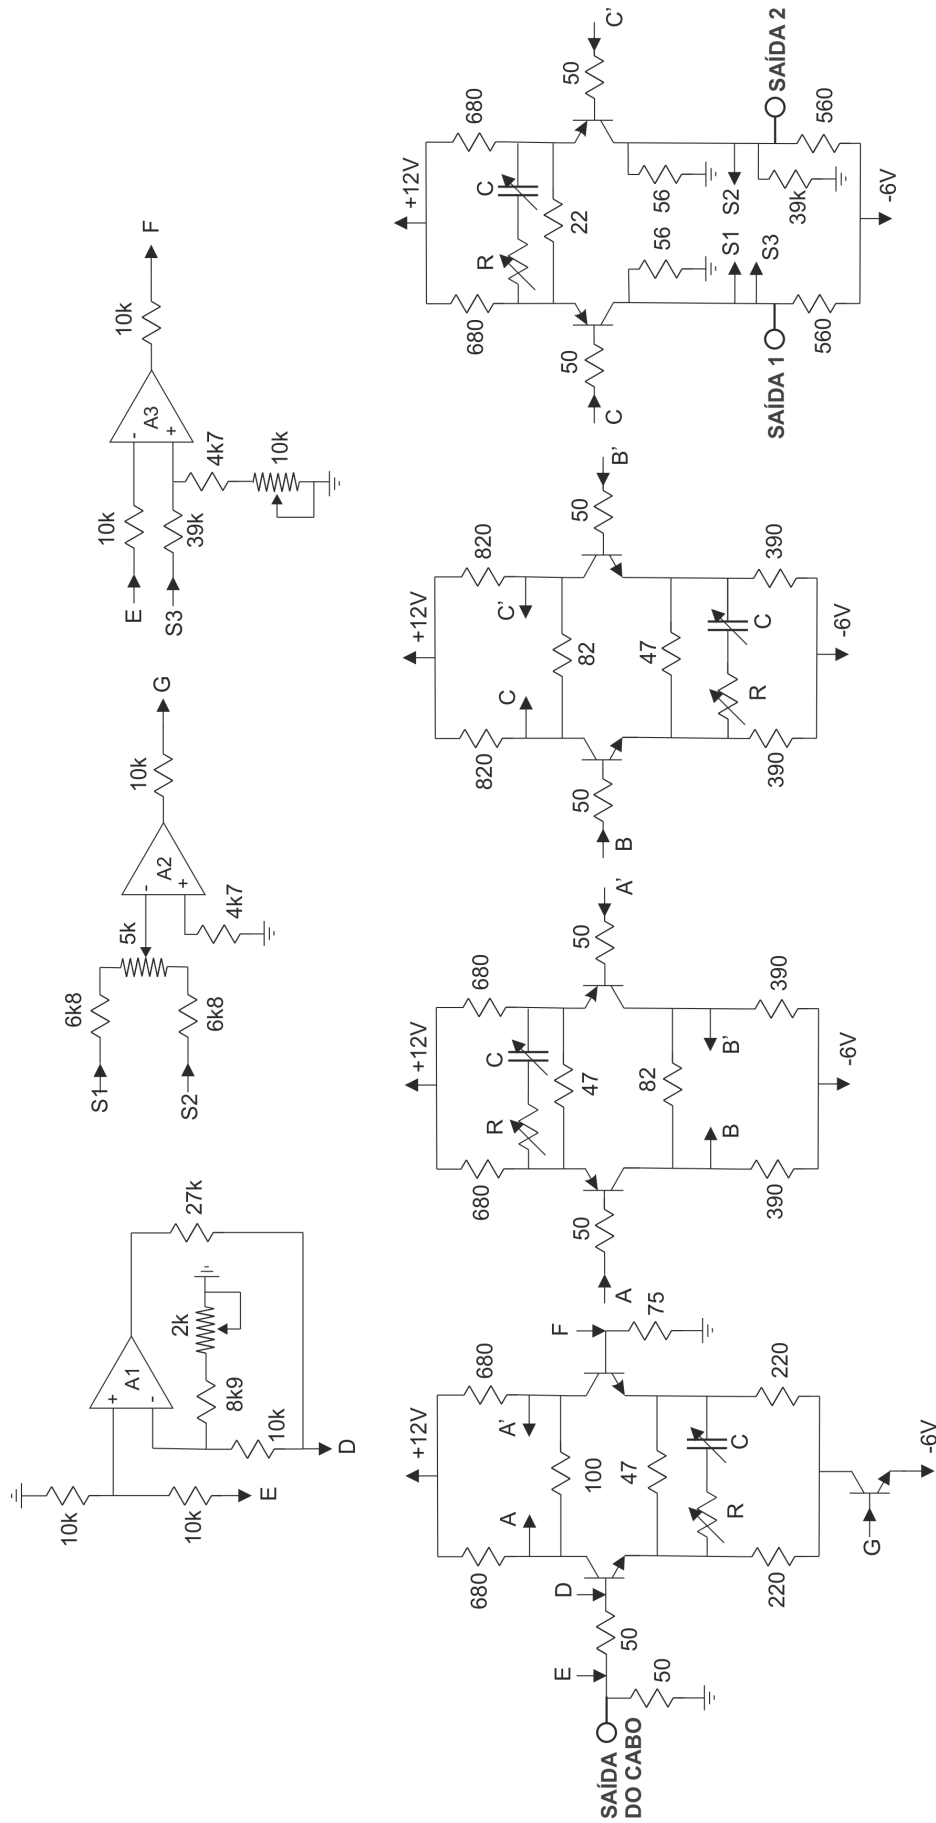 10k
10k
E
+
-
A1
8k9
2k
27k
10k
D
S1
6k8
S2
6k8
5k
-
+
A2
4k7
10k
G
E
10k
S3
39k
-
+
A3
4k7
10k
10k
F
+12V
680
680
A
A'
100
E
D
F
SAÍDA
DO CABO
50
50
75
47
R
C
220
220
G
-6V
+12V
680
680
R
C
47
A
50
50
A'
82
B
B'
390
390
-6V
+12V
820
820
C
C'
82
B
50
50
B'
47
R
C
390
390
-6V
+12V
680
680
R
C
22
C
50
50
C'
56
56
S1
S2
S3
39k
SAÍDA 1
SAÍDA 2
560
560
-6V